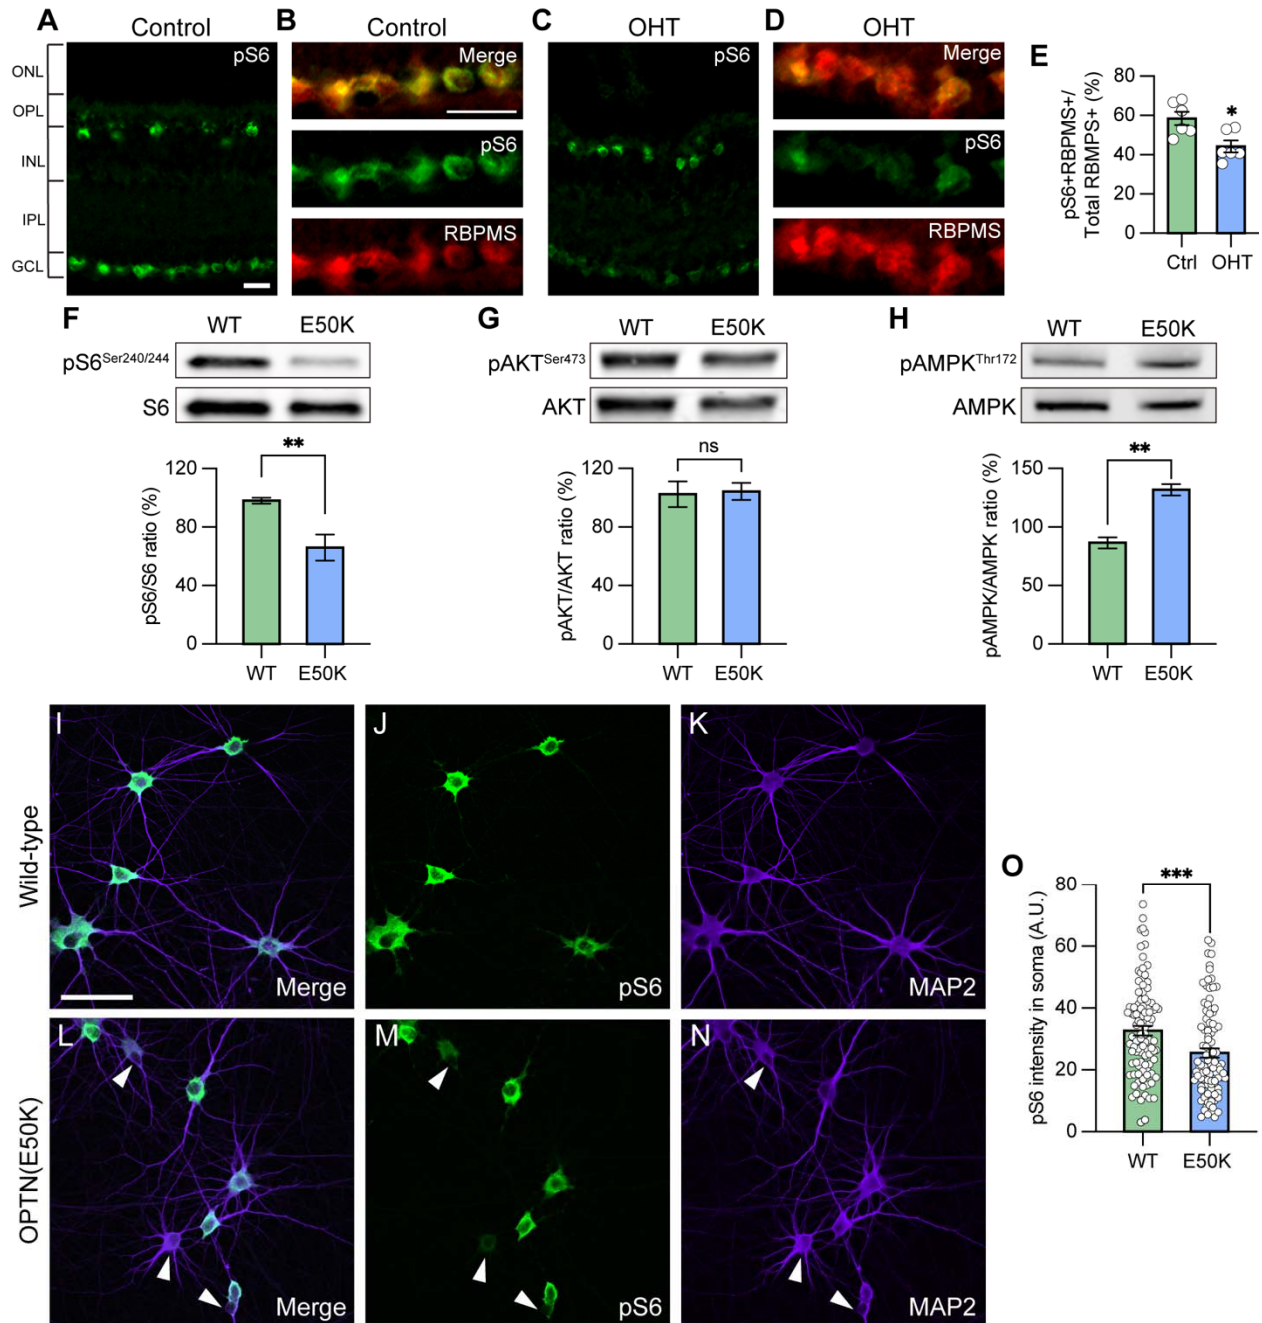 A
Control
pS6
ONL
OPL
INL
IPL
GCL
B
Control
Merge
pS6
RBPMS
C
OHT
pS6
D
OHT
Merge
pS6
RBPMS
E
pS6+RBPMS+/
Total RBMPS+ (%)
80
60
40
20
0
*
Ctrl
OHT
F
WT
E50K
pS6Ser240/244
S6
**
pS6/S6 ratio (%)
120
80
40
0
WT
E50K
G
WT
E50K
pAKTSer473
AKT
ns
pAKT/AKT ratio (%)
120
80
40
0
WT
E50K
H
WT
E50K
pAMPKThr172
AMPK
**
pAMPK/AMPK ratio (%)
150
100
50
0
WT
E50K
Wild-type
I
Merge
J
pS6
K
MAP2
OPTN(E50K)
L
Merge
M
pS6
N
MAP2
O
***
pS6 intensity in soma (A.U.)
80
60
40
20
0
WT
E50K